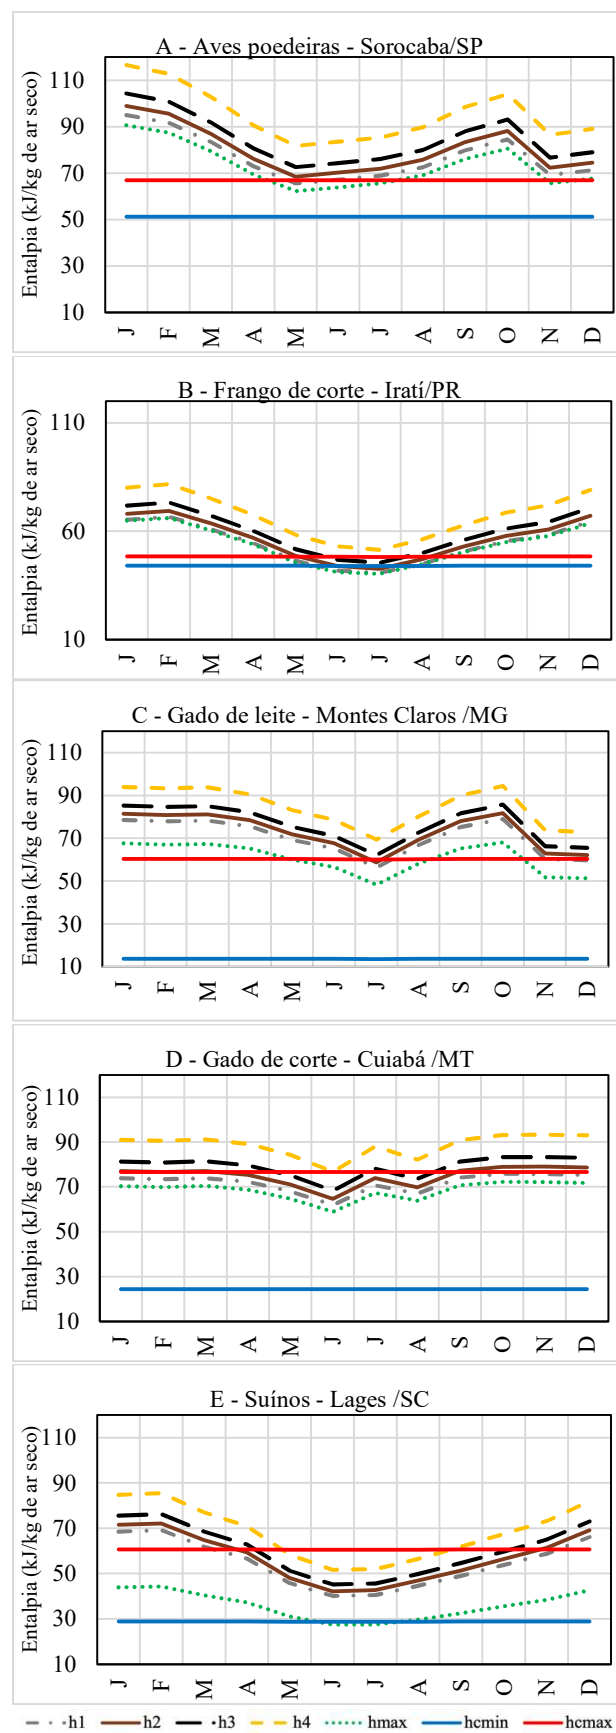 A - Aves poedeiras - Sorocaba/SP
Entalpia (kJ/kg de ar seco)
110
90
70
50
30
10
J F M A M J J A S O N D
B - Frango de corte - Iratí/PR
Entalpia (kJ/kg de ar seco)
110
60
10
J F M A M J J A S O N D
C - Gado de leite - Montes Claros /MG
Entalpia (kJ/kg de ar seco)
110
90
70
50
30
10
J F M A M J J A S O N D
D - Gado de corte - Cuiabá /MT
Entalpia (kJ/kg de ar seco)
110
90
70
50
30
10
J F M A M J J A S O N D
E - Suínos - Lages /SC
Entalpia (kJ/kg de ar seco)
110
90
70
50
30
10
J F M A M J J A S O N D
h1 h2 h3 h4 hmax hcmin hcmax